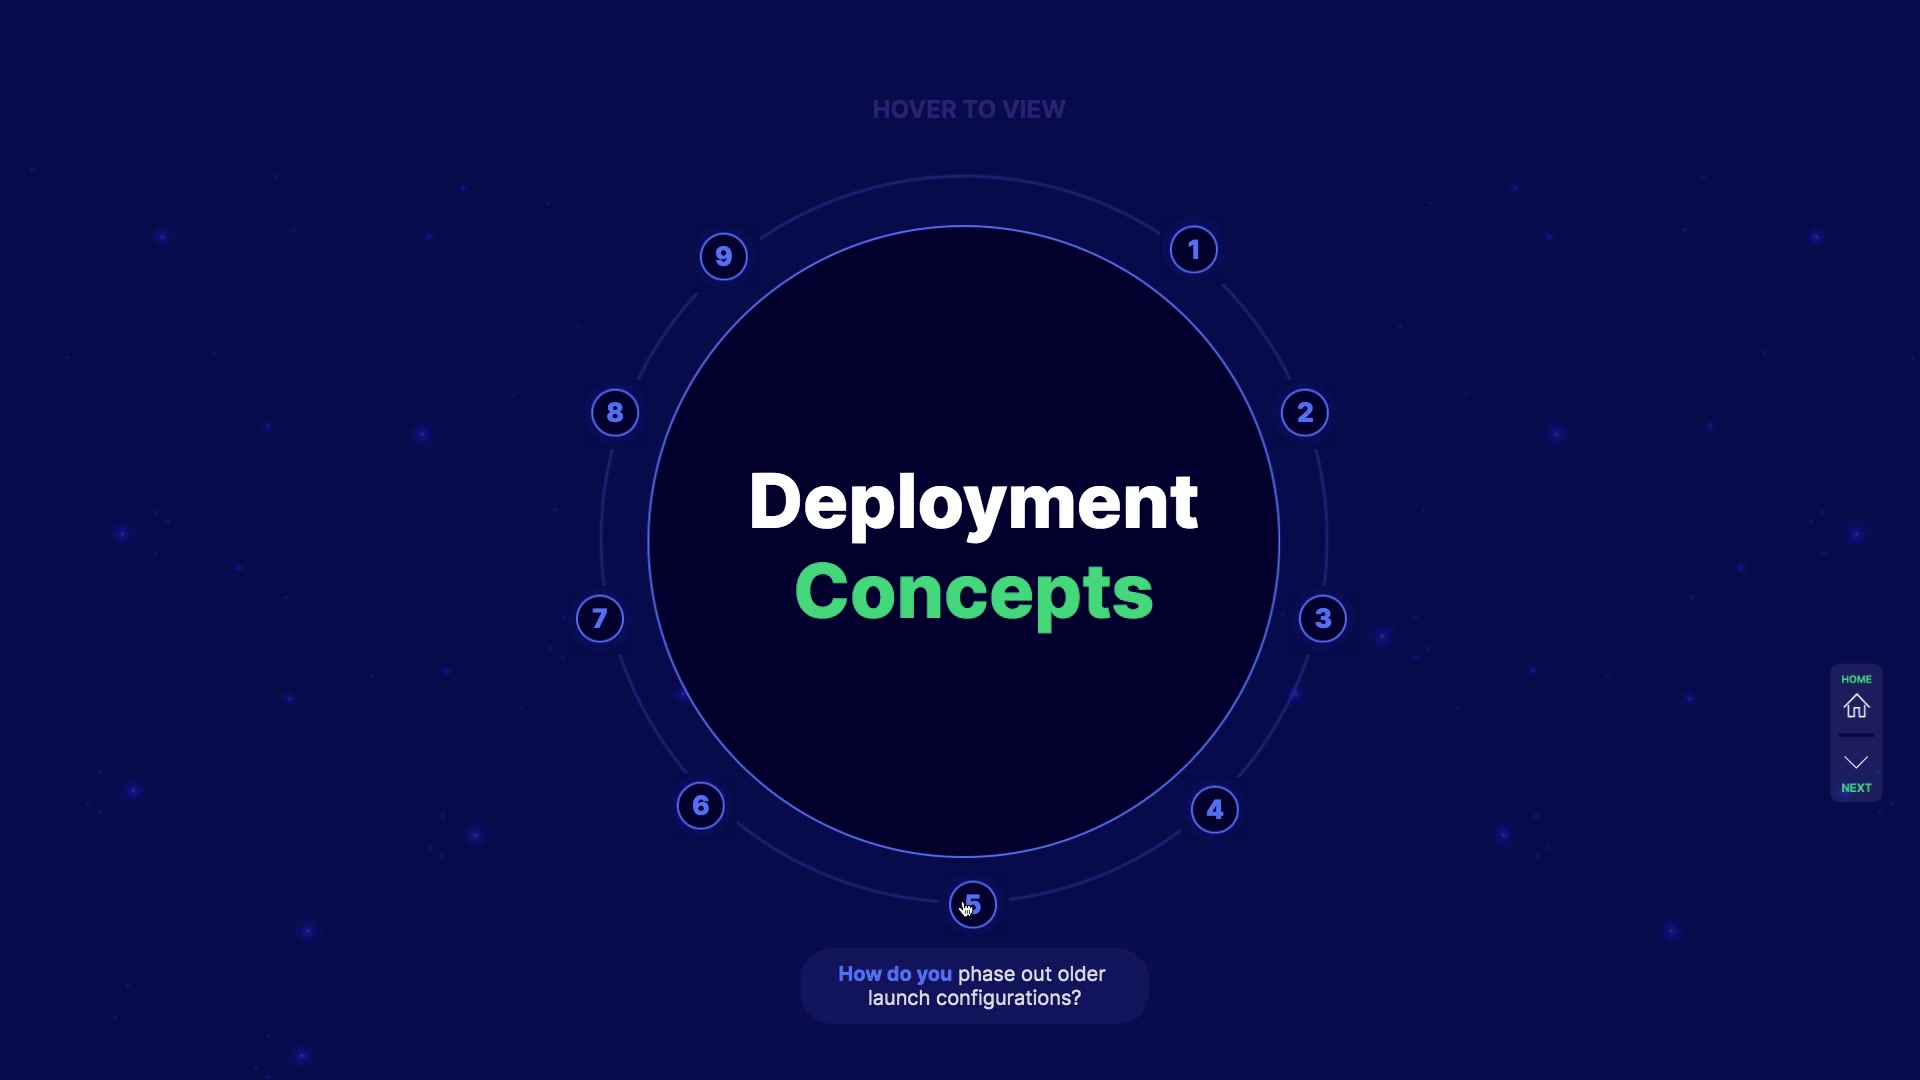 HOVER TO VIEW
9
1
8
2
Deployment
Concepts
7
3
HOME
NEXT
6
4
5
How do you phase out older
launch configurations?